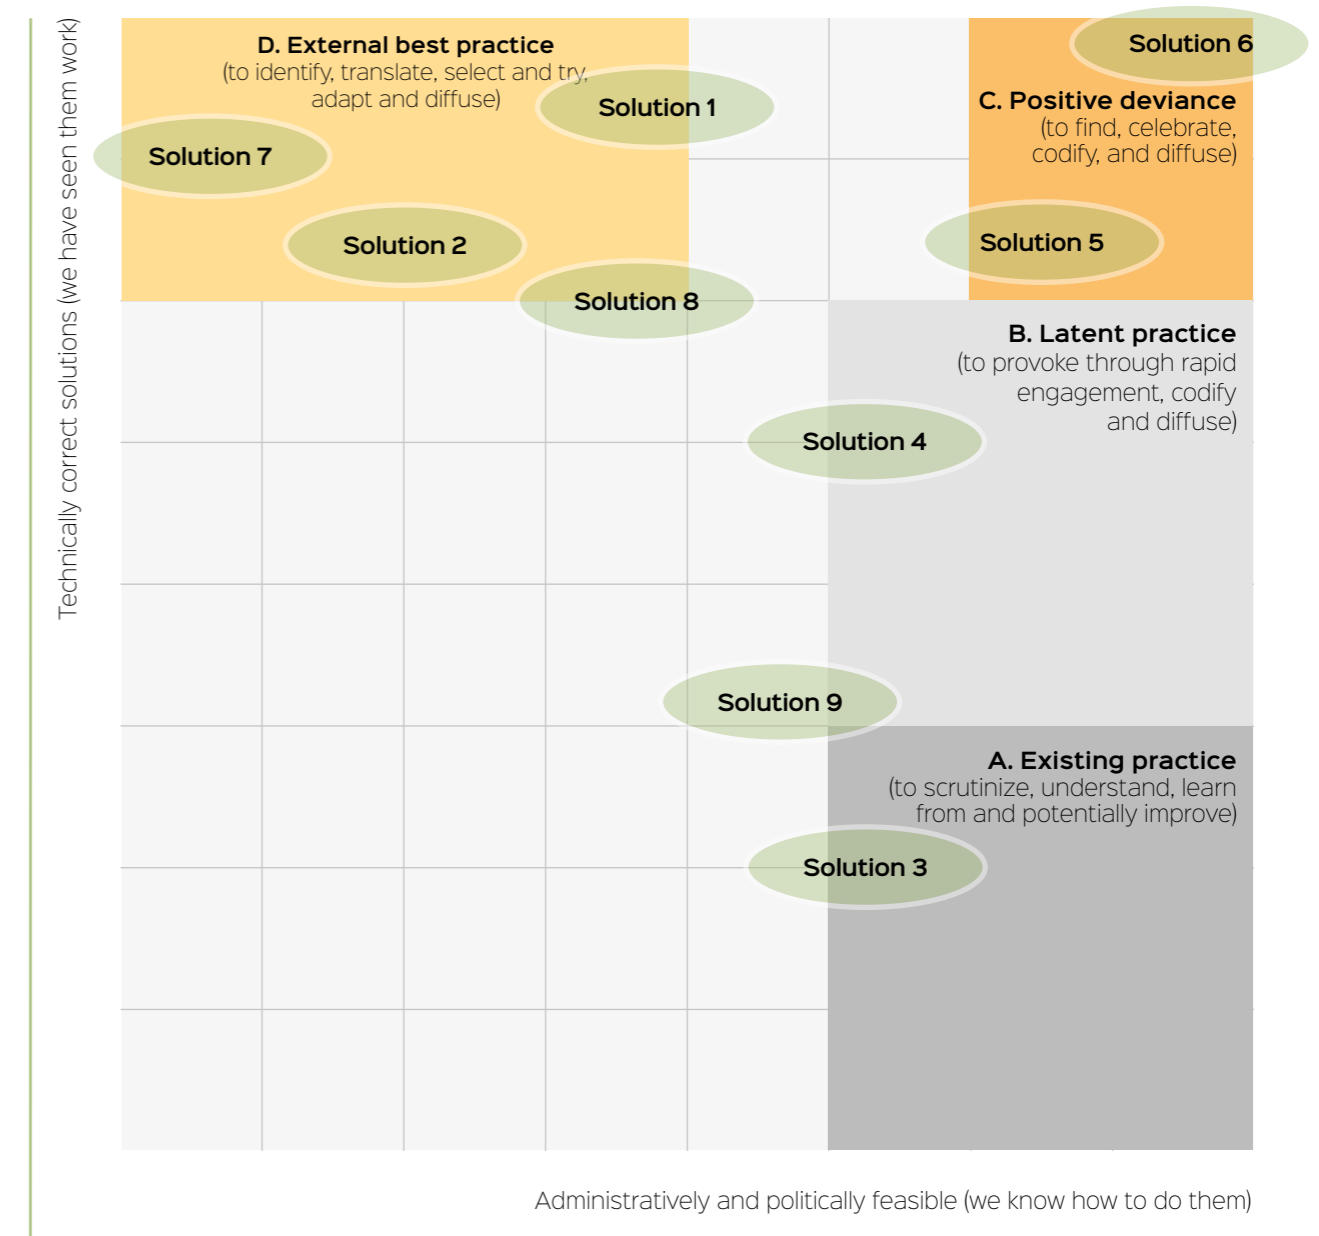 Technically correct solutions (we have seen them work)
D. External best practice
(to identify, translate, select and try,
adapt and diffuse)
Solution 1
Solution 7
Solution 2
Solution 8
Solution 6
C. Positive deviance
(to find, celebrate,
codify, and diffuse)
Solution 5
B. Latent practice
(to provoke through rapid
engagement, codify
and diffuse)
Solution 4
Solution 9
A. Existing practice
(to scrutinize, understand, learn
from and potentially improve)
Solution 3
Administratively and politically feasible (we know how to do them)